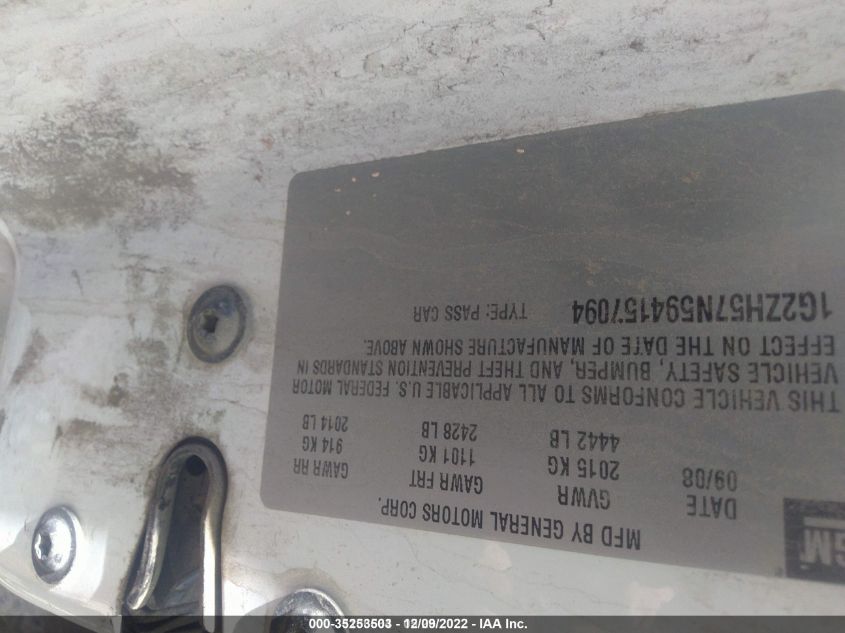 GM
MFD BY GENERAL MOTORS CORP.
DATE GVWR GAWR FRT GAWR RR
09/08 2015 KG 1101 KG 914 KG
4442 LB 2428 LB 2014 LB
THIS VEHICLE CONFORMS TO ALL APPLICABLE U.S. FEDERAL MOTOR
VEHICLE SAFETY, BUMPER, AND THEFT PREVENTION STANDARDS IN
EFFECT ON THE DATE OF MANUFACTURE SHOWN ABOVE.
1G2ZH57N594157094 TYPE: PASS CAR
000-35253503 - 12/09/2022 - IAA Inc.